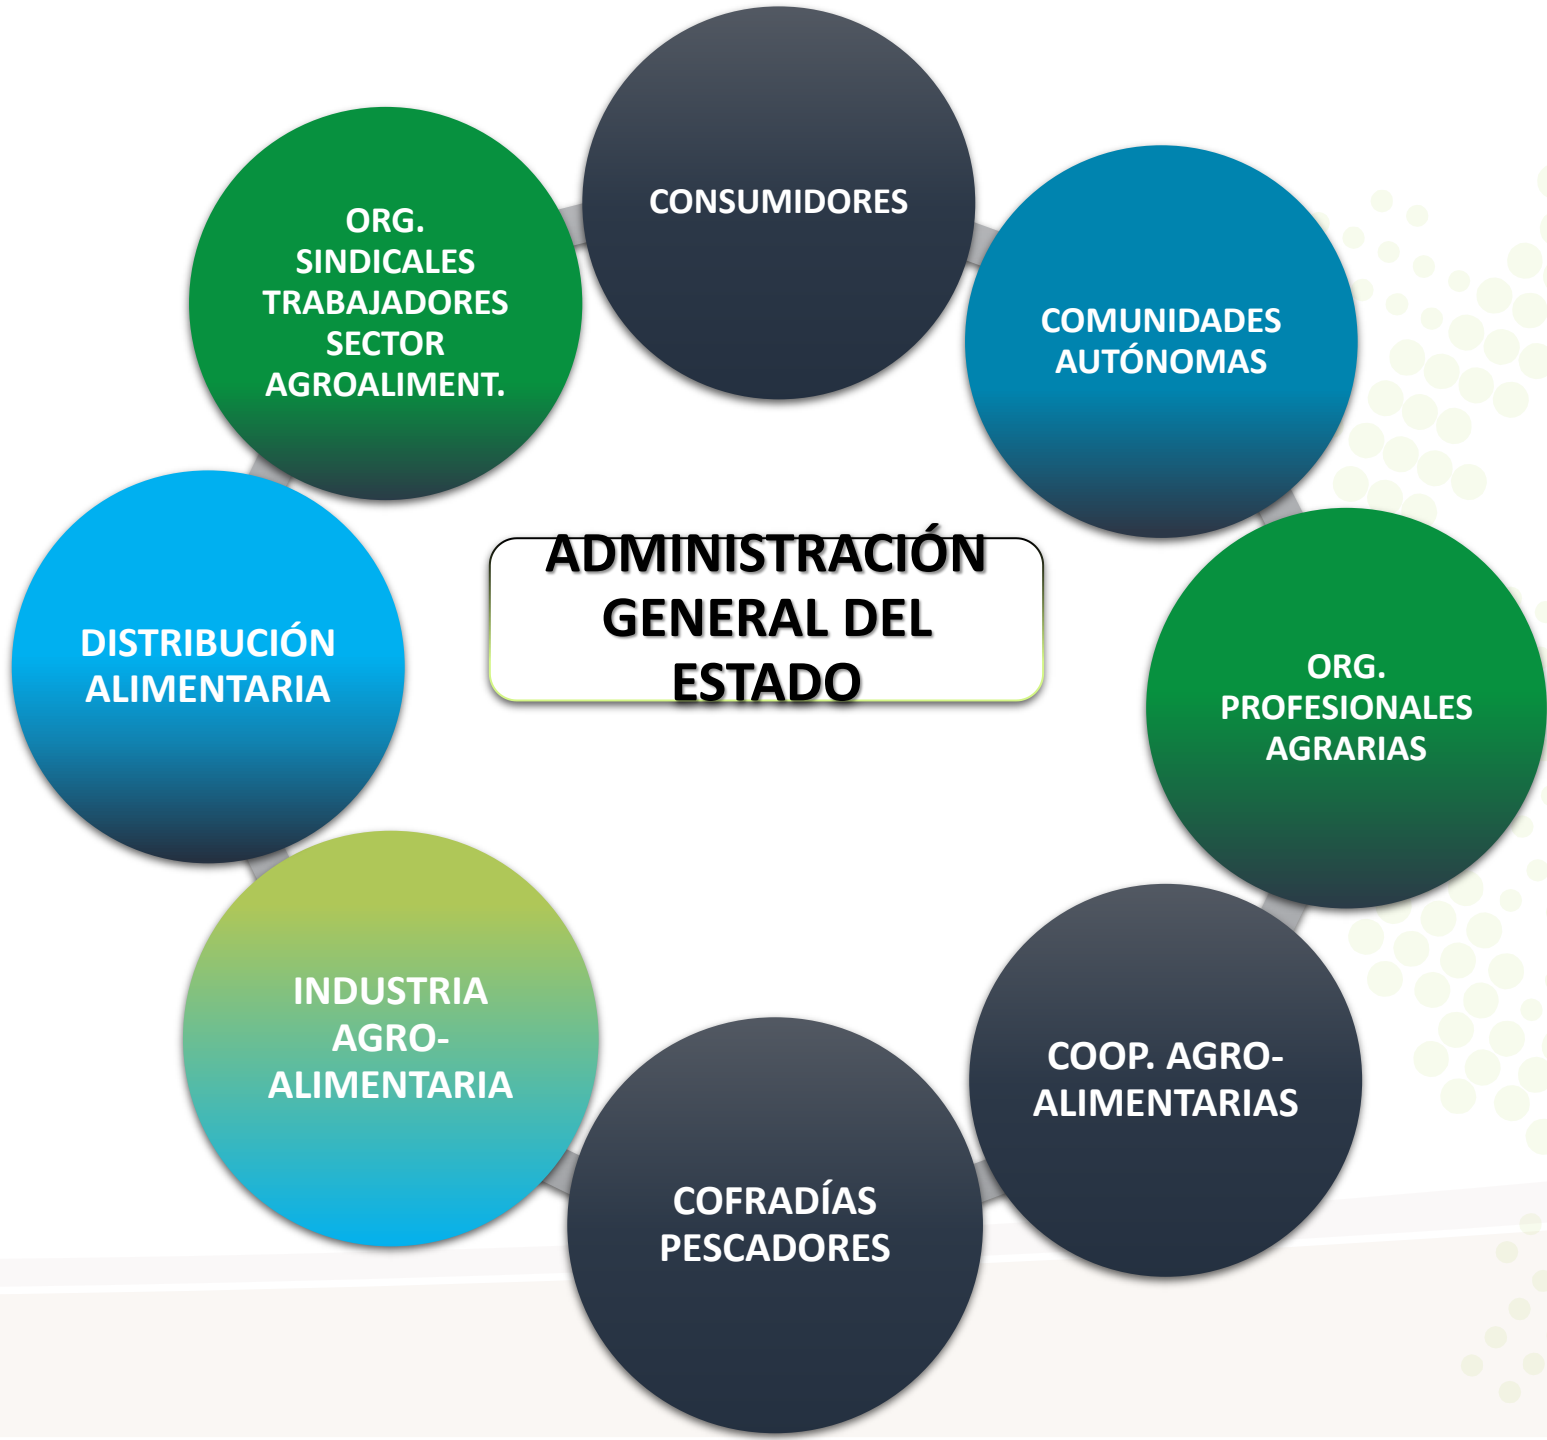 CONSUMIDORES
ORG.
SINDICALES
TRABAJADORES
SECTOR
AGROALIMENT.
COMUNIDADES
AUTÓNOMAS
ADMINISTRACIÓN
GENERAL DEL
ESTADO
DISTRIBUCIÓN
ALIMENTARIA
ORG.
PROFESIONALES
AGRARIAS
INDUSTRIA
AGRO-
ALIMENTARIA
COOP. AGRO-
ALIMENTARIAS
COFRADÍAS
PESCADORES